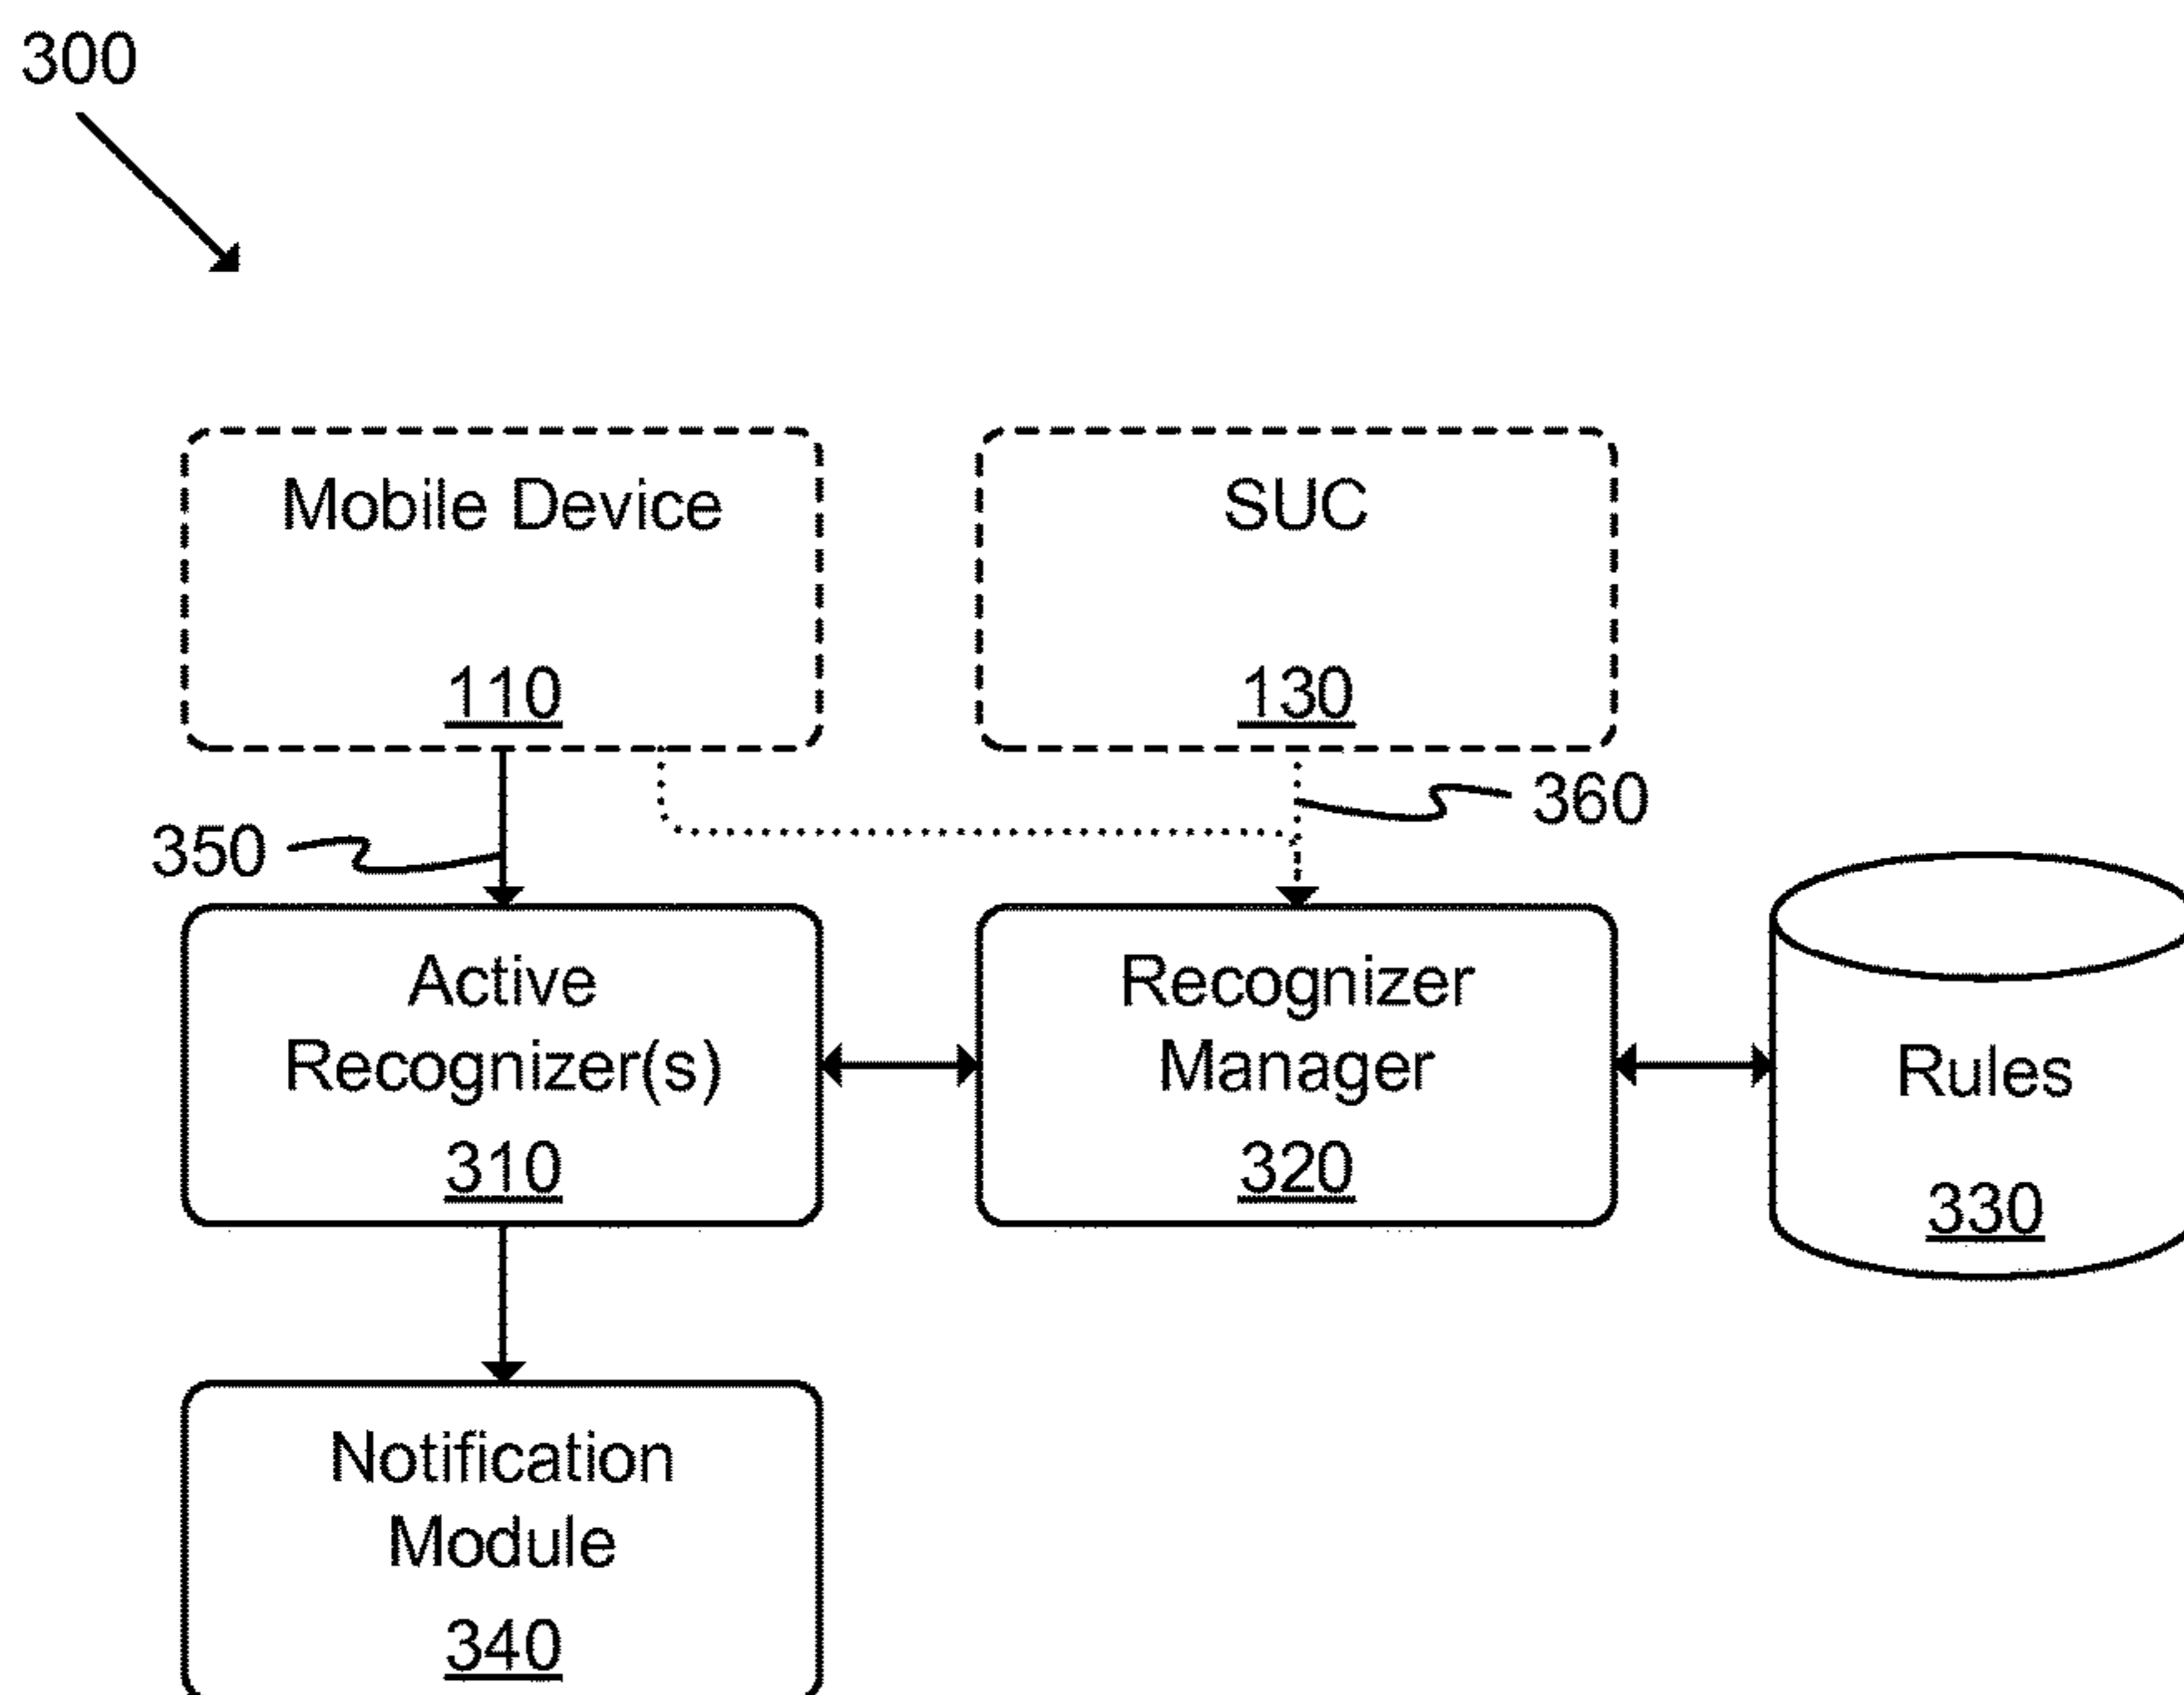 300
Mobile Device
110
SUC
130
350
360
Active
Recognizer(s)
310
Recognizer
Manager
320
Rules
330
Notification
Module
340